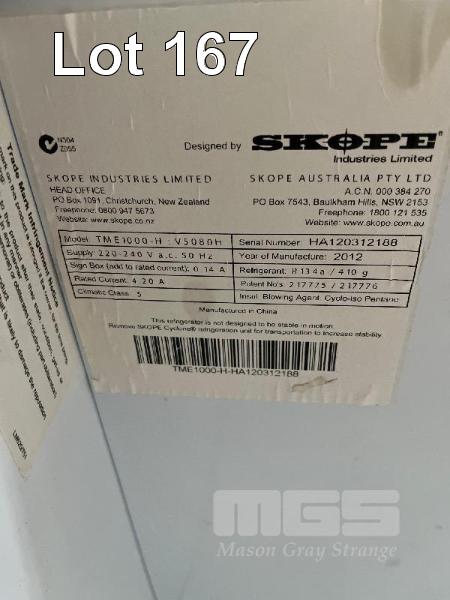 Lot 167
N304
Z055
Designed by SKOPE
Industries Limited
SKOPE INDUSTRIES LIMITED
HEAD OFFICE
PO Box 1091, Christchurch, New Zealand
Freephone: 0800 947 5673
Website: www.skope.co.nz
SKOPE AUSTRALIA PTY LTD
A.C.N. 000 384 270
PO Box 7543, Baulkham Hills, NSW 2153
Freephone: 1800 121 535
Website: www.skope.com.au
Model: TME1000-H : V5080H
Serial Number: HA120312188
Supply: 220-240 V a.c. 50 Hz
Year of Manufacture: 2012
Sign Box (add to rated current): 0.14 A
Refrigerant: R134a / 410 g
Rated Current: 4.20 A
Patent No's: 217775 / 217776
Climatic Class: 5
Insul. Blowing Agent: Cyclo-Iso Pentane
Manufactured in China
This refrigerator is not designed to be stable in motion.
Remove SKOPE Cyclone® refrigeration unit for transportation to increase stability.
TME1000-H-HA120312188
Trade Mark
MGS
Mason Gray Strange